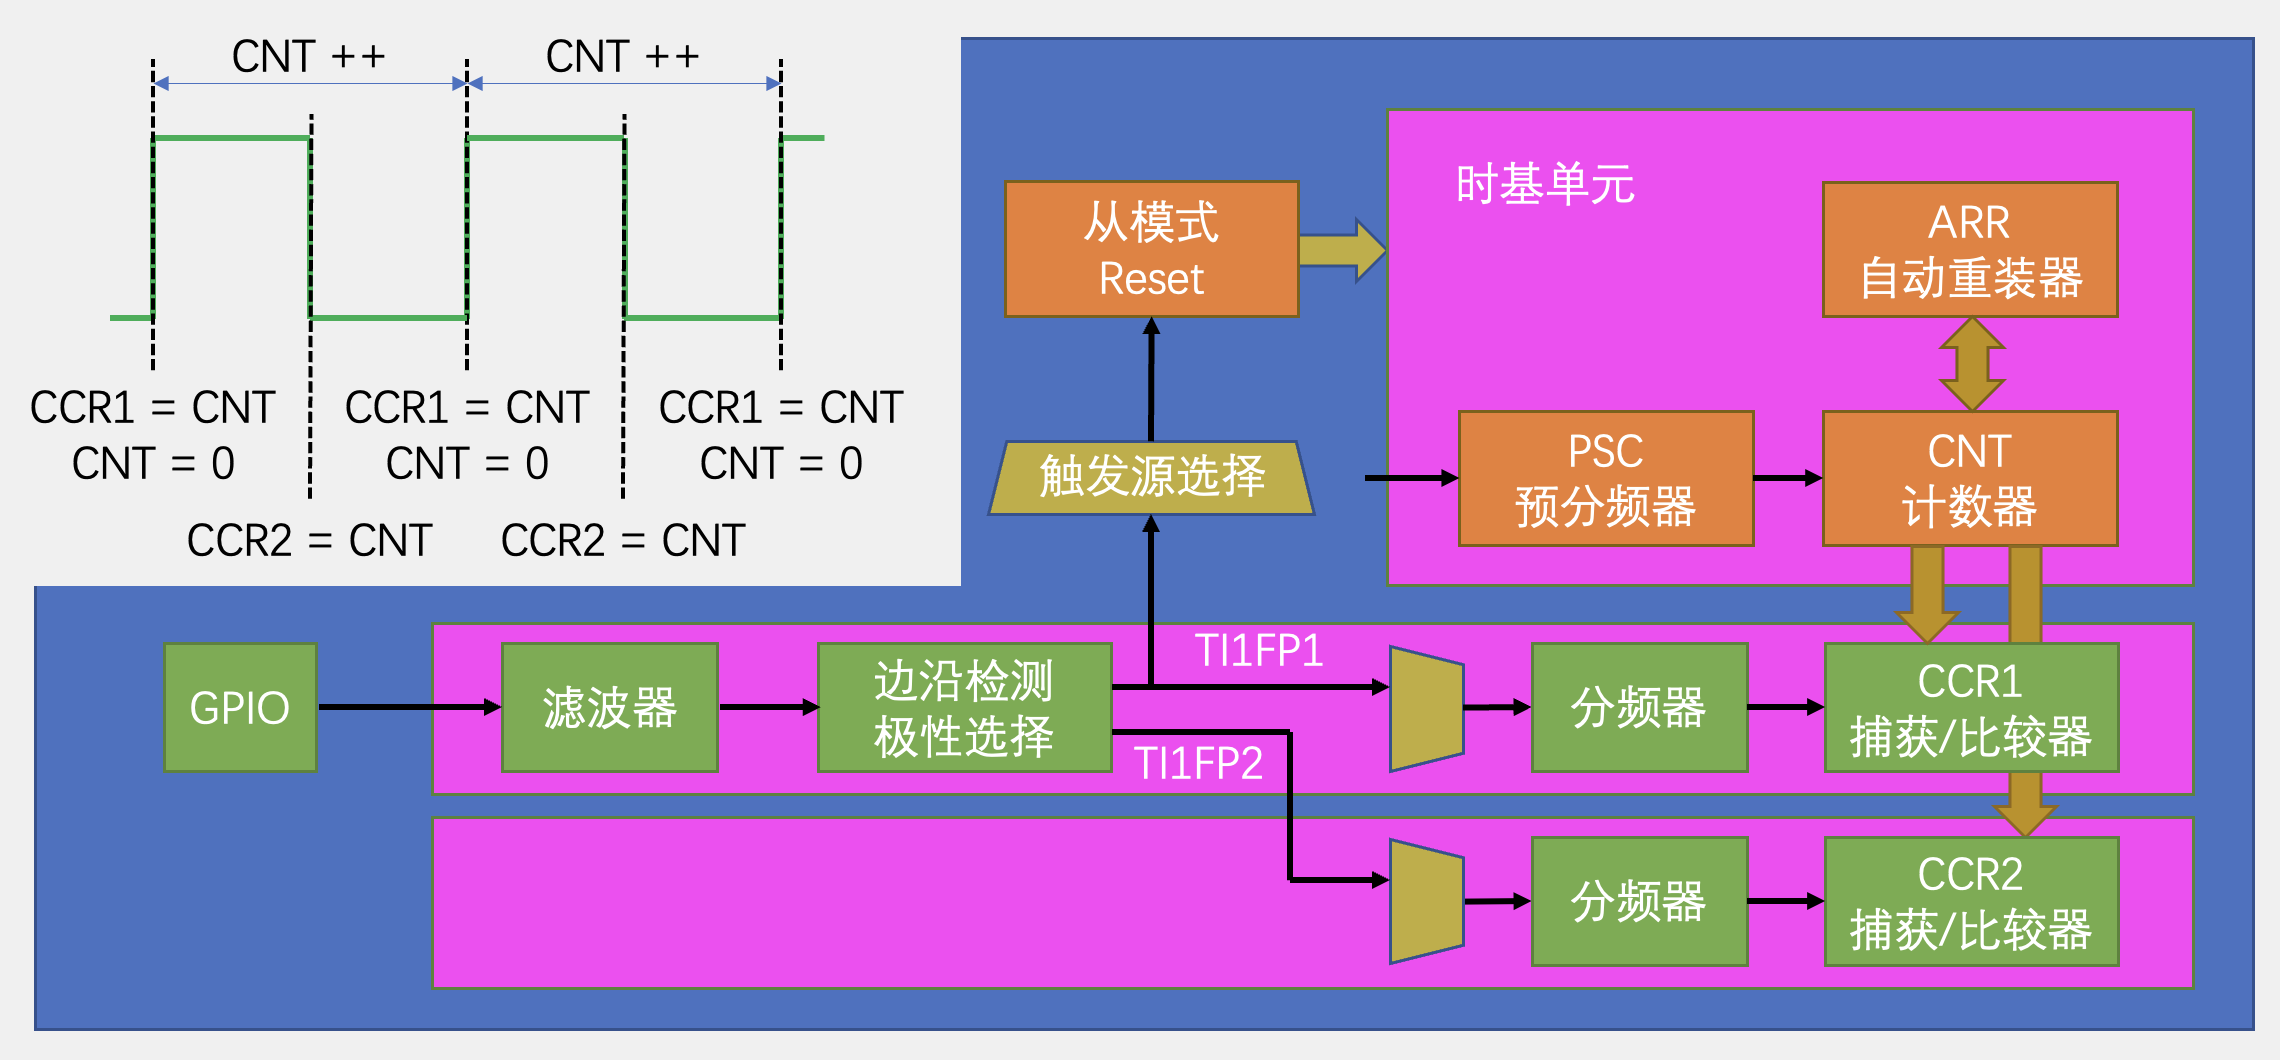 CNT ++
CNT ++
CCR1 = CNT
CNT = 0
CCR1 = CNT
CNT = 0
CCR1 = CNT
CNT = 0
CCR2 = CNT
CCR2 = CNT
从模式
Reset
时基单元
ARR
自动重装器
触发源选择
PSC
预分频器
CNT
计数器
GPIO
滤波器
边沿检测
极性选择
TI1FP1
TI1FP2
分频器
CCR1
捕获/比较器
分频器
CCR2
捕获/比较器